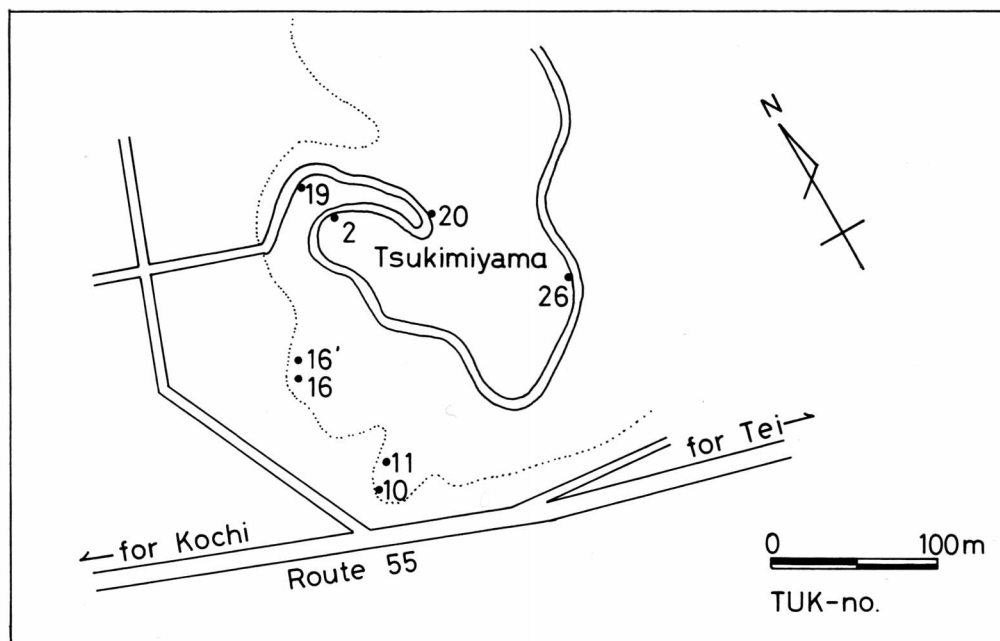 N
19
20
2
Tsukimiyama
26
16'
16
for Tei
11
10
for Kochi
Route 55
0 100m
TUK-no.